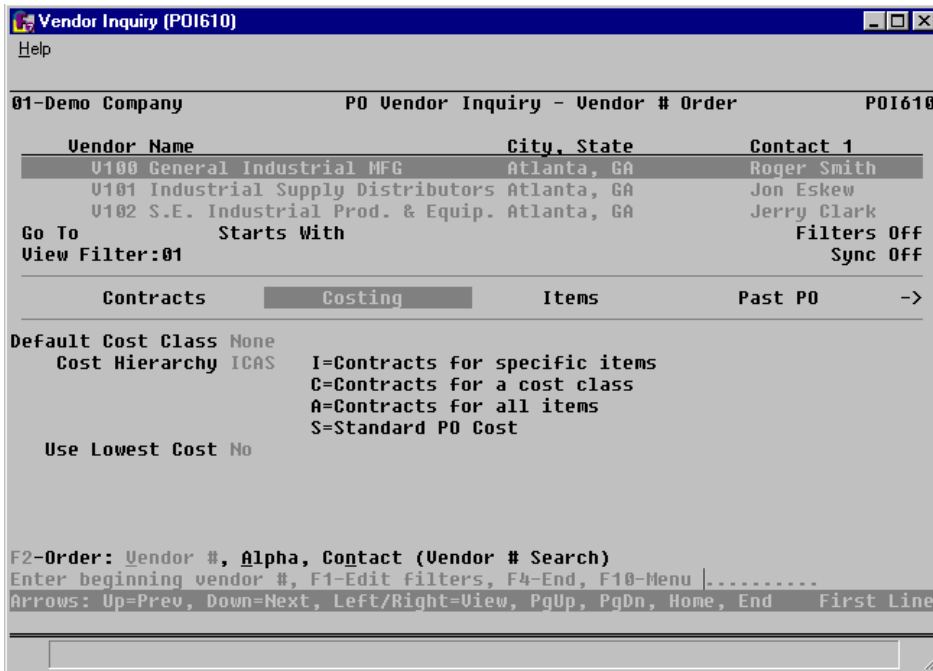 Vendor Inquiry (POI610)
Help
01-Demo Company PO Vendor Inquiry - Vendor # Order POI610
Vendor Name City, State Contact 1
V100 General Industrial MFG Atlanta, GA Roger Smith
V101 Industrial Supply Distributors Atlanta, GA Jon Eskew
V102 S.E. Industrial Prod. & Equip. Atlanta, GA Jerry Clark
Go To Starts With Filters Off
View Filter:01 Sync Off
Contracts Costing Items Past PO ->
Default Cost Class None
Cost Hierarchy ICAS I=Contracts for specific items
C=Contracts for a cost class
A=Contracts for all items
S=Standard PO Cost
Use Lowest Cost No
F2-Order: Vendor #, Alpha, Contact (Vendor # Search)
Enter beginning vendor #, F1-Edit filters, F4-End, F10-Menu ..........
Arrows: Up=Prev, Down=Next, Left/Right=View, PgUp, PgDn, Home, End First Line